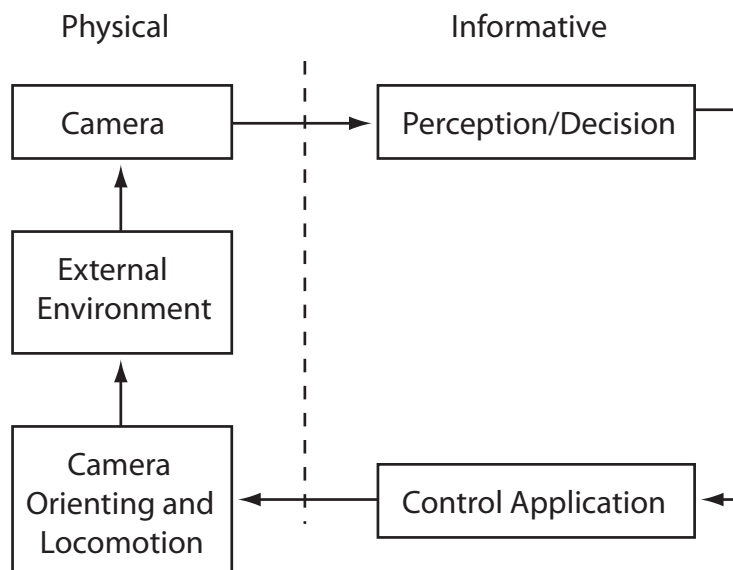 Physical
Informative
Camera
Perception/Decision
External
Environment
Camera
Orienting and
Locomotion
Control Application